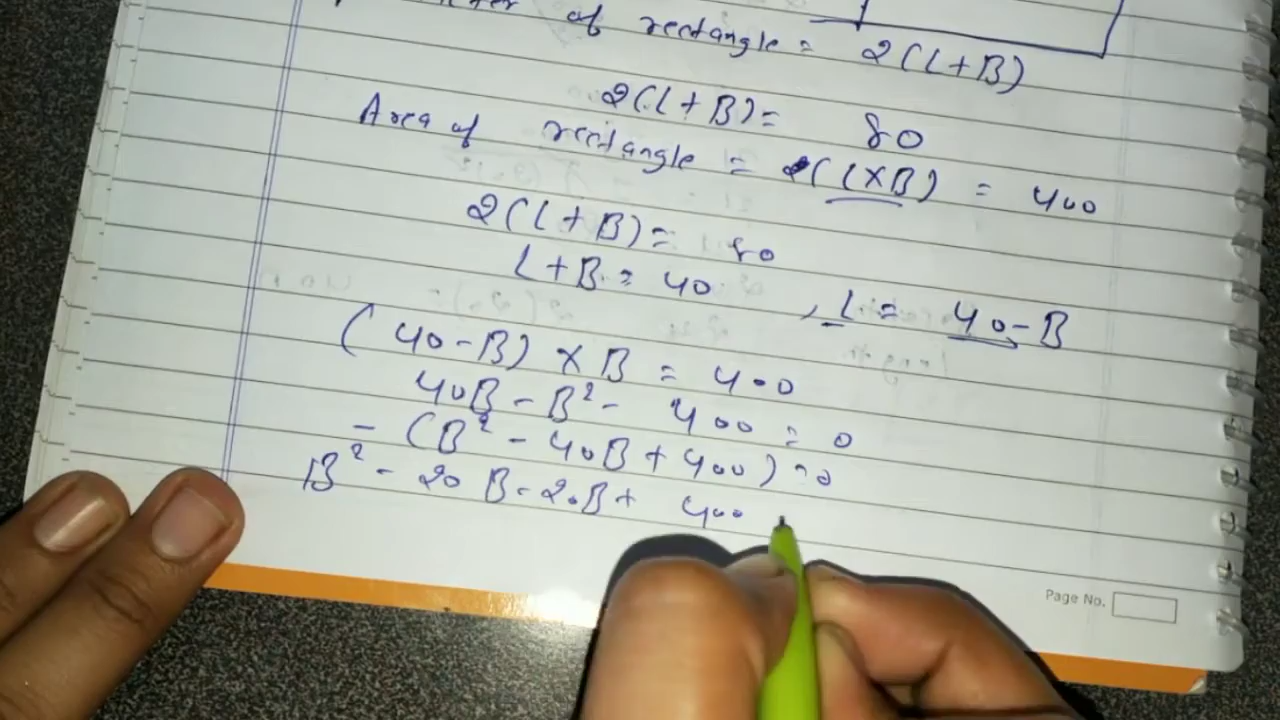 of rectangle = 2(L+B)
2(L+B)= 80
Area of rectangle = (L×B) = 400
2(L+B)= 80
L+B = 40 , L = 40-B
(40-B) × B = 400
40B - B² - 400 = 0
- (B² - 40B + 400) = 0
B² - 20B - 20B + 400
Page No.